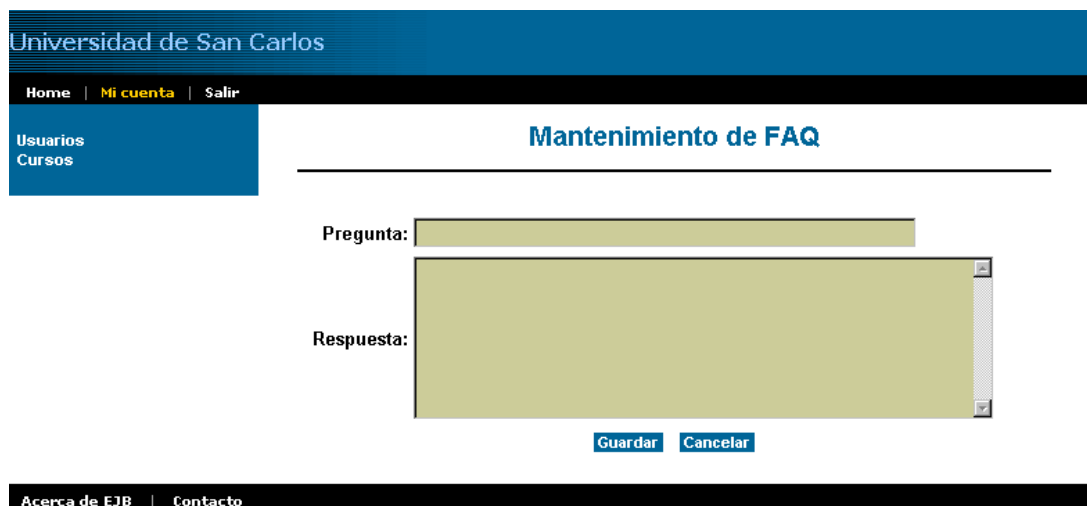 Universidad de San Carlos
Home | Mi cuenta | Salir
Usuarios
Cursos
Mantenimiento de FAQ
Pregunta:
Respuesta:
Guardar Cancelar
Acerca de EJB | Contacto